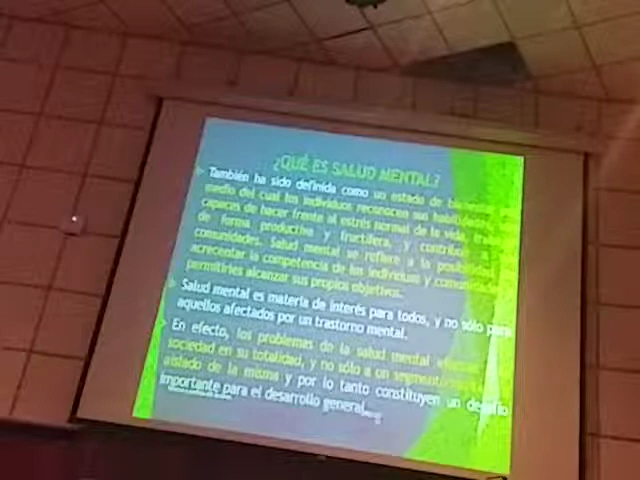 ¿QUÉ ES SALUD MENTAL?
También ha sido definida como un estado de
medio del cual los individuos reconocen sus habilidades,
capaces de hacer frente al estrés normal de la vida,
de forma productiva y fructífera, y
comunidades. Salud mental se refiere a la posibilidad
acrecentar la competencia de los individuos y comunidades
permitirles alcanzar sus propios objetivos.
Salud mental es materia de interés para todos, y no sólo para
aquellos afectados por un trastorno mental.
En efecto, los problemas de la salud mental
sociedad en su totalidad, y no sólo a un segmento
aislado de la misma y por lo tanto constituyen un desafío
importante para el desarrollo general